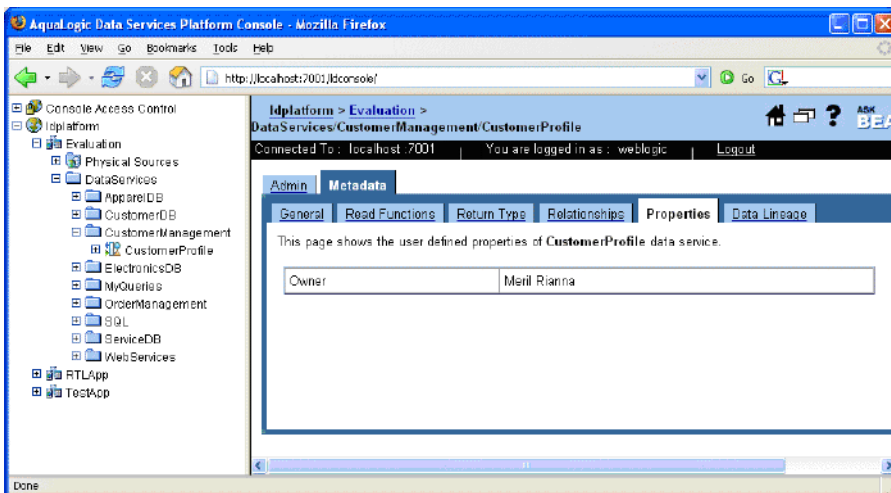 AquaLogic Data Services Platform Console - Mozilla Firefox
File Edit View Go Bookmarks Tools Help
http://localhost:7001/ldconsole/
Go
Console Access Control
ldplatform
Evaluation
Physical Sources
DataServices
ApparelDB
CustomerDB
CustomerManagement
CustomerProfile
ElectronicsDB
MyQueries
OrderManagement
SQL
ServiceDB
WebServices
RTLApp
TestApp
ldplatform > Evaluation >
DataServices/CustomerManagement/CustomerProfile
ASK
BEA
Connected To : localhost :7001 | You are logged in as : weblogic | Logout
Admin Metadata
General Read Functions Return Type Relationships Properties Data Lineage
This page shows the user defined properties of CustomerProfile data service.
Owner Meril Rianna
Done